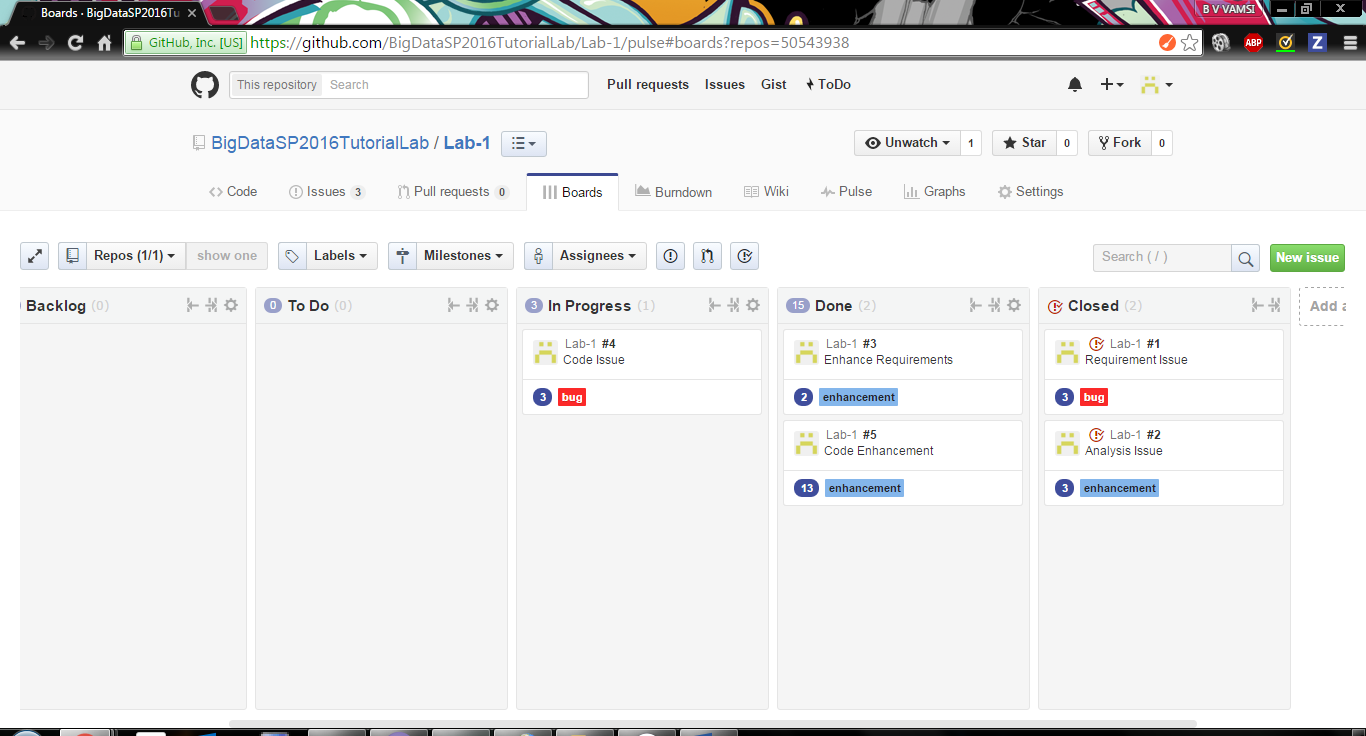 Boards · BigDataSP2016Tu
B V VAMSI
GitHub, Inc. [US] https://github.com/BigDataSP2016TutorialLab/Lab-1/pulse#boards?repos=50543938
ABP
Z
This repository Search Pull requests Issues Gist ToDo
BigDataSP2016TutorialLab / Lab-1 Unwatch 1 Star 0 Fork 0
Code Issues 3 Pull requests 0 Boards Burndown Wiki Pulse Graphs Settings
Repos (1/1) show one Labels Milestones Assignees Search ( / ) New issue
Backlog (0)
0 To Do (0)
3 In Progress (1)
Lab-1 #4
Code Issue
3 bug
15 Done (2)
Lab-1 #3
Enhance Requirements
2 enhancement
Lab-1 #5
Code Enhancement
13 enhancement
Closed (2)
Lab-1 #1
Requirement Issue
3 bug
Lab-1 #2
Analysis Issue
3 enhancement
Add a